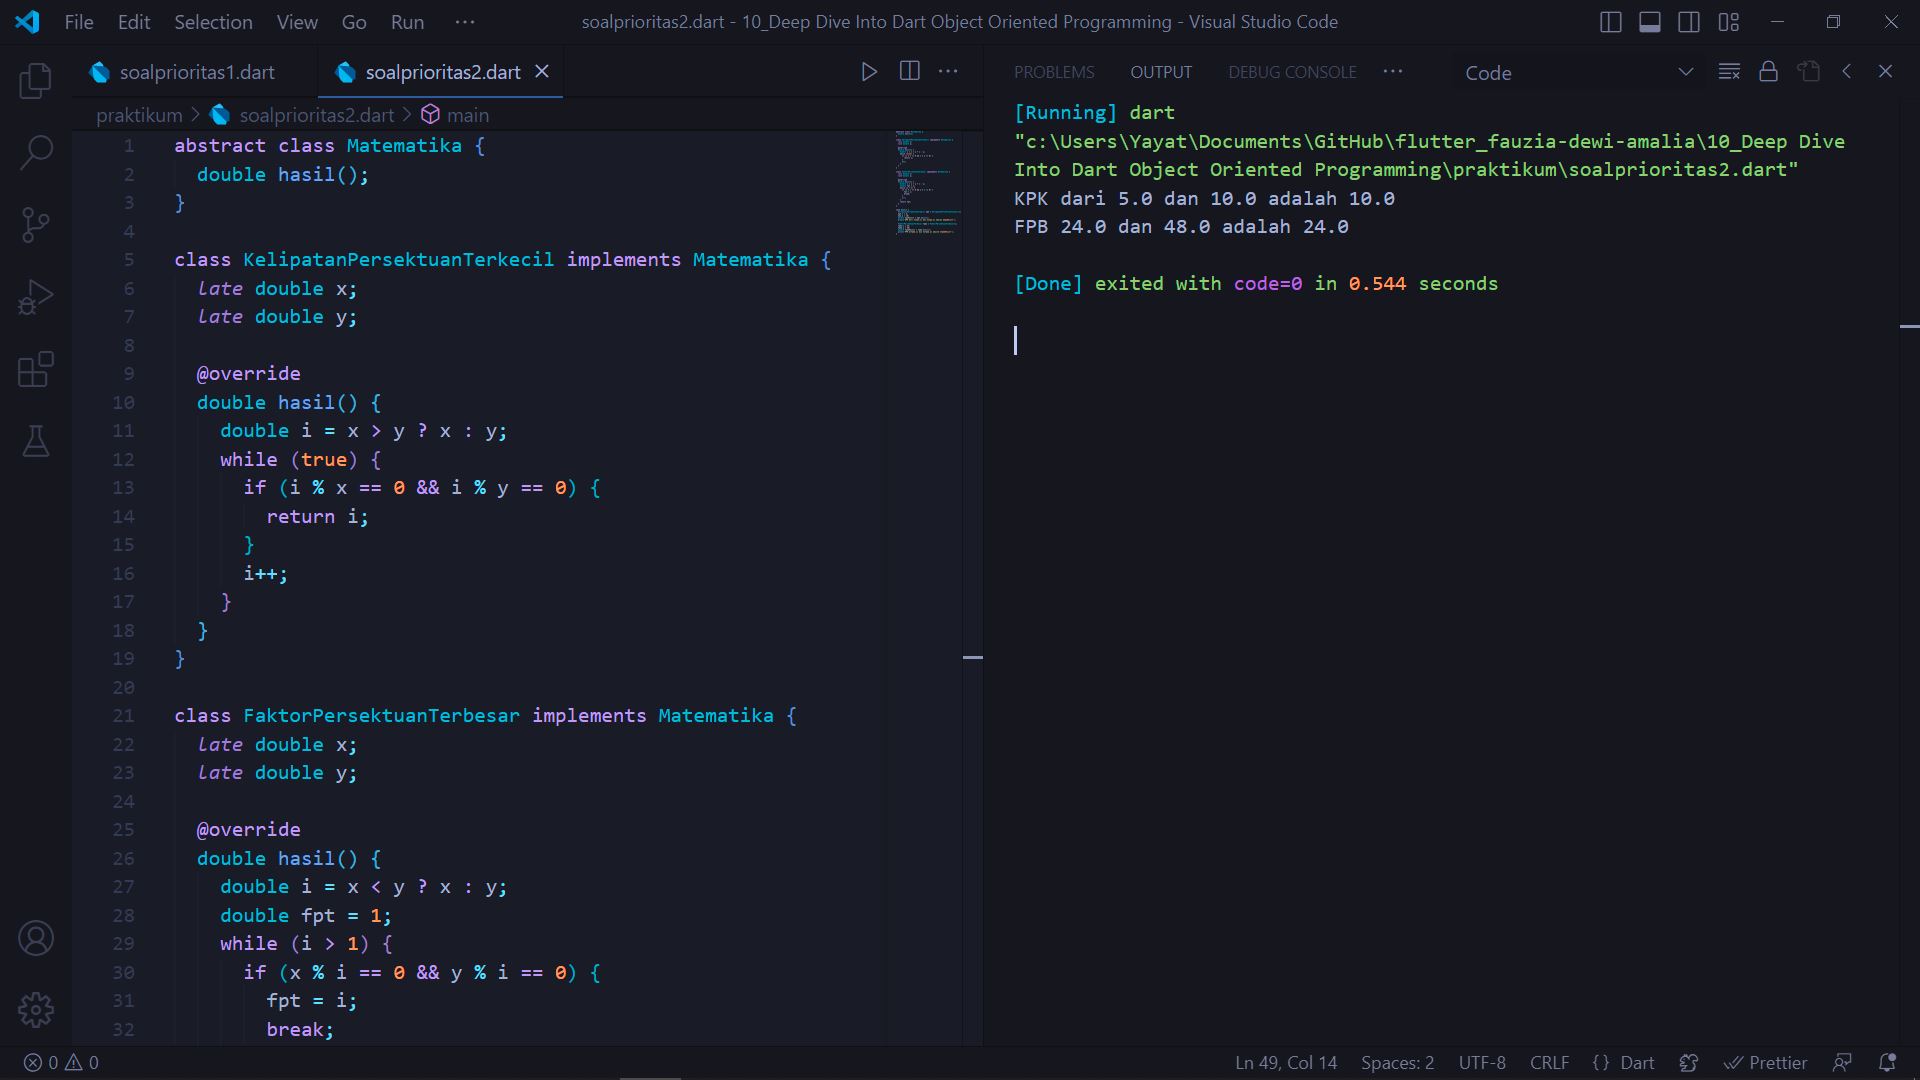 File Edit Selection View Go Run ··· soalprioritas2.dart - 10_Deep Dive Into Dart Object Oriented Programming - Visual Studio Code
soalprioritas1.dart soalprioritas2.dart
praktikum > soalprioritas2.dart > main
1 abstract class Matematika {
2 double hasil();
3 }
4
5 class KelipatanPersektuanTerkecil implements Matematika {
6 late double x;
7 late double y;
8
9 @override
10 double hasil() {
11 double i = x > y ? x : y;
12 while (true) {
13 if (i % x == 0 && i % y == 0) {
14 return i;
15 }
16 i++;
17 }
18 }
19 }
20
21 class FaktorPersektuanTerbesar implements Matematika {
22 late double x;
23 late double y;
24
25 @override
26 double hasil() {
27 double i = x < y ? x : y;
28 double fpt = 1;
29 while (i > 1) {
30 if (x % i == 0 && y % i == 0) {
31 fpt = i;
32 break;
PROBLEMS OUTPUT DEBUG CONSOLE ··· Code
[Running] dart
"c:\Users\Yayat\Documents\GitHub\flutter_fauzia-dewi-amalia\10_Deep Dive
Into Dart Object Oriented Programming\praktikum\soalprioritas2.dart"
KPK dari 5.0 dan 10.0 adalah 10.0
FPB 24.0 dan 48.0 adalah 24.0
[Done] exited with code=0 in 0.544 seconds
0 0 Ln 49, Col 14 Spaces: 2 UTF-8 CRLF {} Dart Prettier